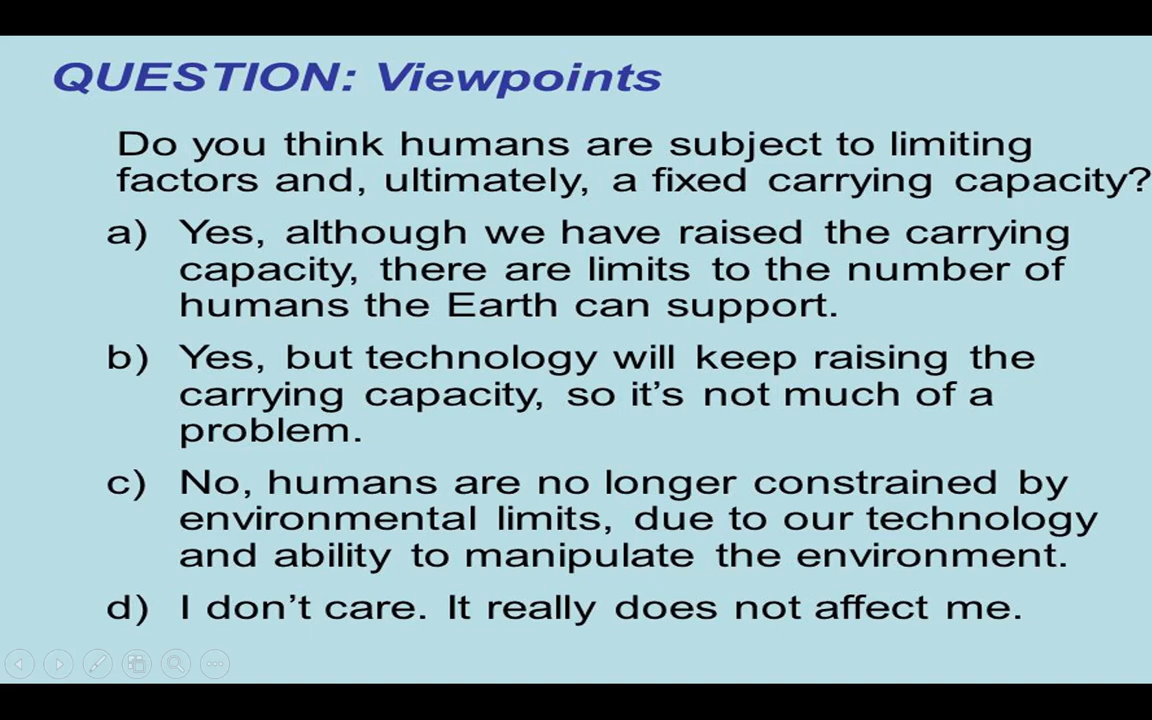 QUESTION: Viewpoints
Do you think humans are subject to limiting
factors and, ultimately, a fixed carrying capacity?
a) Yes, although we have raised the carrying
capacity, there are limits to the number of
humans the Earth can support.
b) Yes, but technology will keep raising the
carrying capacity, so it’s not much of a
problem.
c) No, humans are no longer constrained by
environmental limits, due to our technology
and ability to manipulate the environment.
d) I don’t care. It really does not affect me.